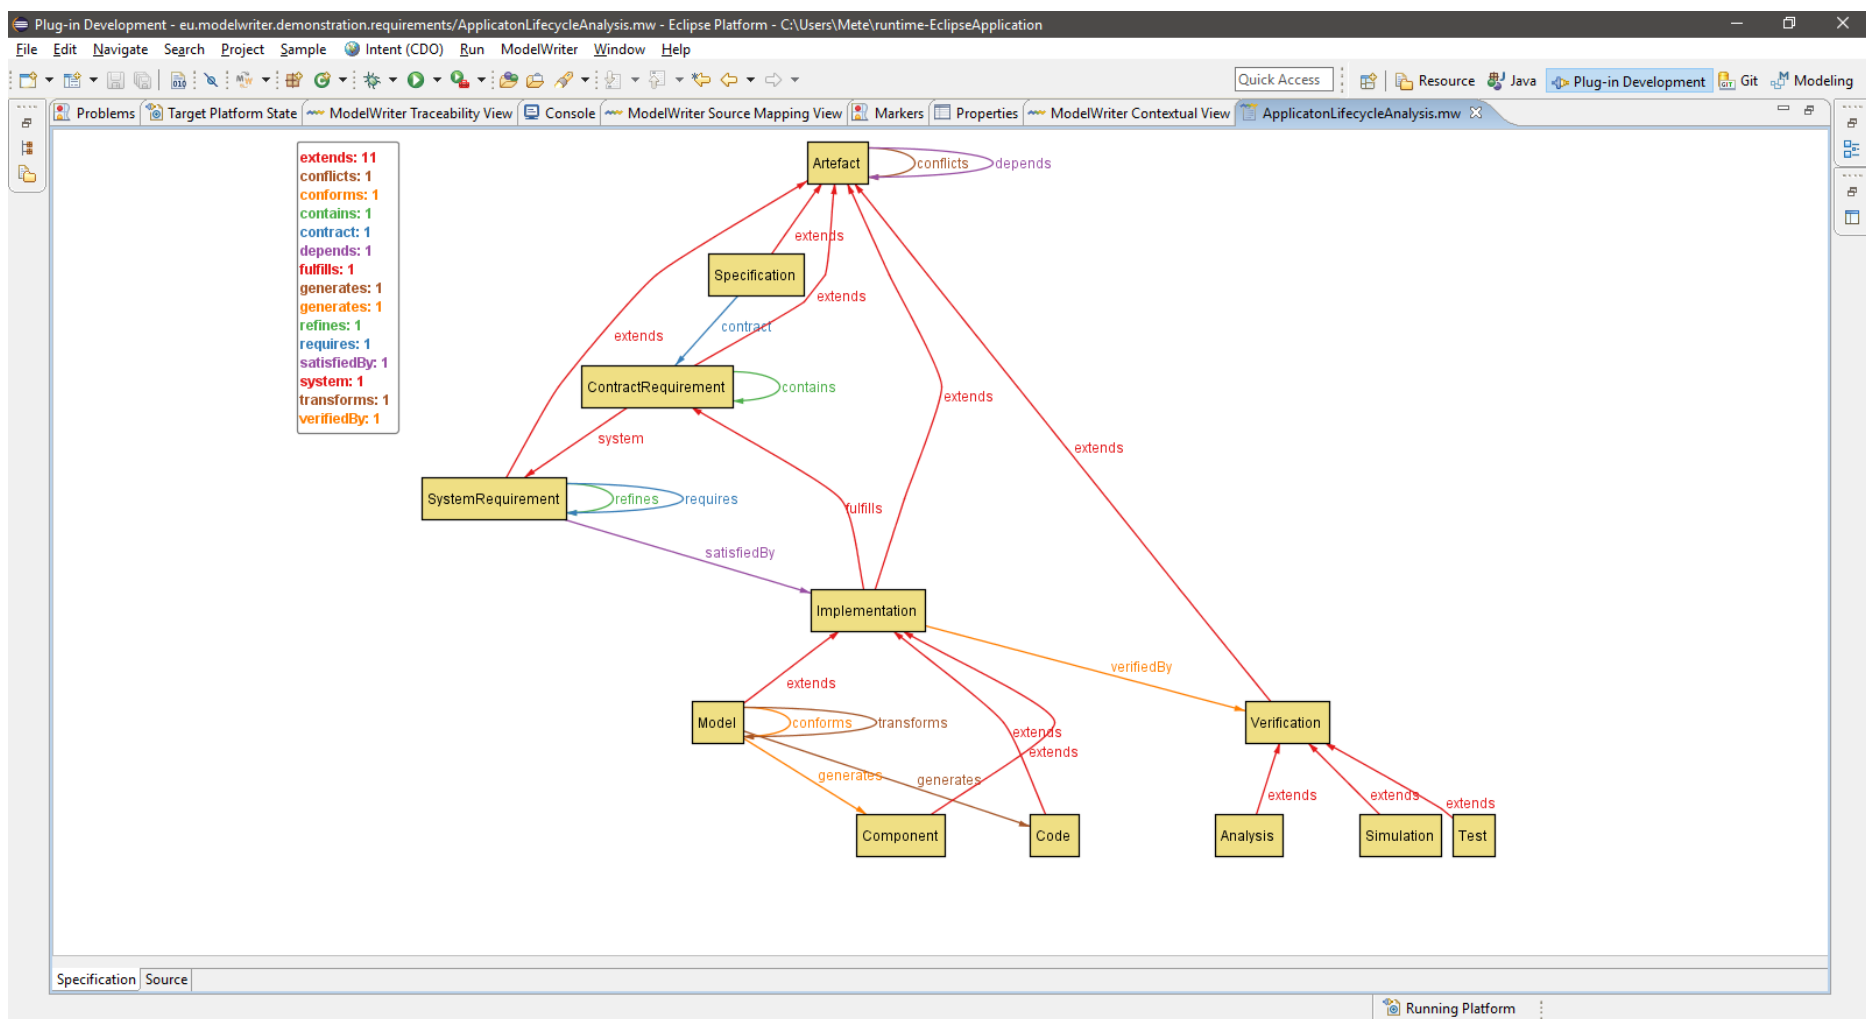 Plug-in Development - eu.modelwriter.demonstration.requirements/ApplicatonLifecycleAnalysis.mw - Eclipse Platform - C:\Users\Mete\runtime-EclipseApplication
File Edit Navigate Search Project Sample Intent (CDO) Run ModelWriter Window Help
Quick Access Resource Java Plug-in Development Git Modeling
Problems Target Platform State ModelWriter Traceability View Console ModelWriter Source Mapping View Markers Properties ModelWriter Contextual View ApplicatonLifecycleAnalysis.mw
extends: 11
conflicts: 1
conforms: 1
contains: 1
contract: 1
depends: 1
fulfills: 1
generates: 1
generates: 1
refines: 1
requires: 1
satisfiedBy: 1
system: 1
transforms: 1
verifiedBy: 1
Artefact conflicts depends
extends
Specification
extends
contract
extends
ContractRequirement contains
extends
system
extends
SystemRequirement refines requires
fulfills
satisfiedBy
Implementation
verifiedBy
extends
Model conforms transforms
Verification
extends
extends
generates generates
extends extends extends
Component Code Analysis Simulation Test
Specification Source
Running Platform